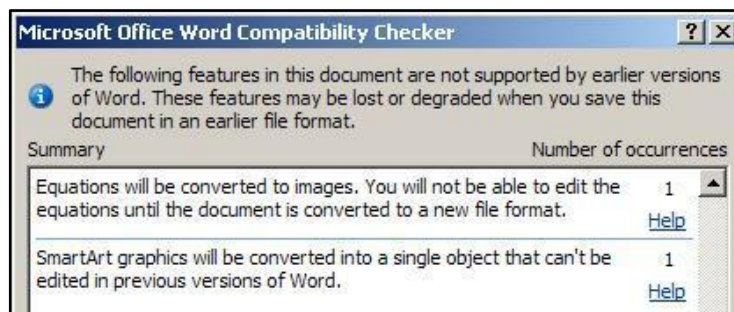 Microsoft Office Word Compatibility Checker
The following features in this document are not supported by earlier versions
of Word. These features may be lost or degraded when you save this
document in an earlier file format.
Summary Number of occurrences
Equations will be converted to images. You will not be able to edit the 1
equations until the document is converted to a new file format.
Help
SmartArt graphics will be converted into a single object that can't be 1
edited in previous versions of Word.
Help